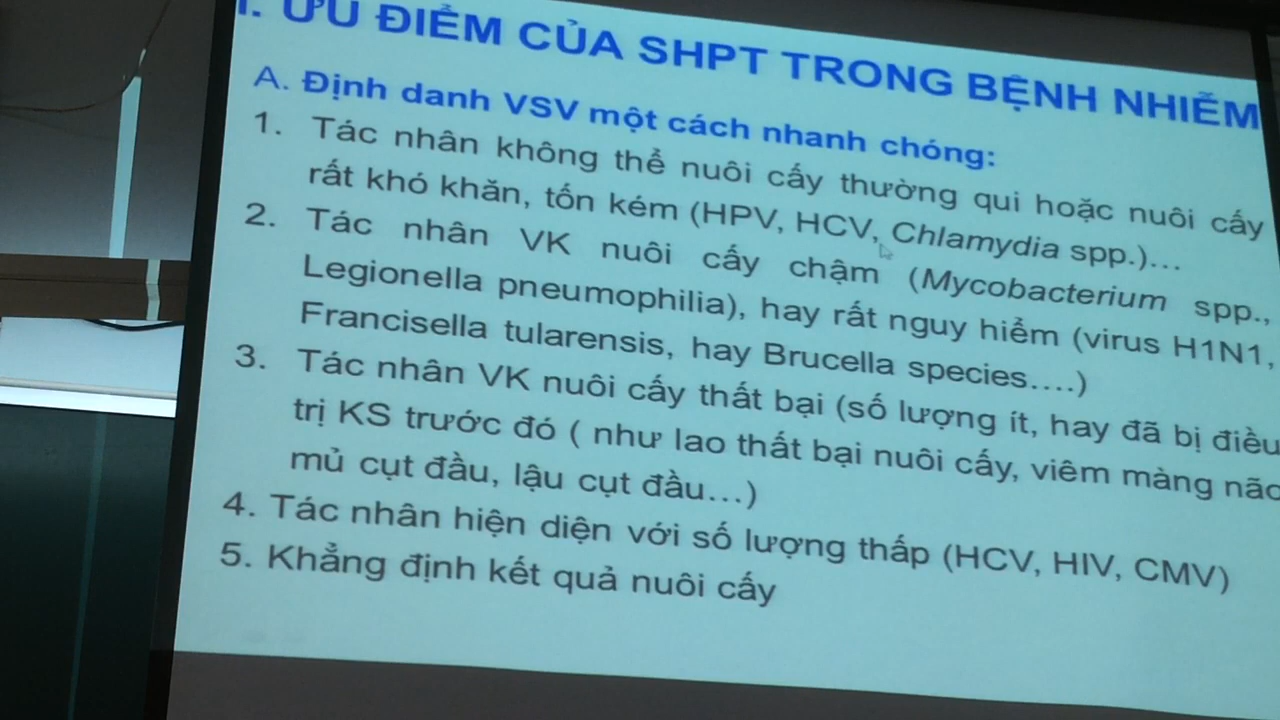 I. ƯU ĐIỂM CỦA SHPT TRONG BỆNH NHIỄM
A. Định danh VSV một cách nhanh chóng:
1. Tác nhân không thể nuôi cấy thường qui hoặc nuôi cấy
rất khó khăn, tốn kém (HPV, HCV, Chlamydia spp.)...
2. Tác nhân VK nuôi cấy chậm (Mycobacterium spp.,
Legionella pneumophilia), hay rất nguy hiểm (virus H1N1,
Francisella tularensis, hay Brucella species....)
3. Tác nhân VK nuôi cấy thất bại (số lượng ít, hay đã bị điều
trị KS trước đó ( như lao thất bại nuôi cấy, viêm màng não
mủ cụt đầu, lậu cụt đầu...)
4. Tác nhân hiện diện với số lượng thấp (HCV, HIV, CMV)
5. Khẳng định kết quả nuôi cấy